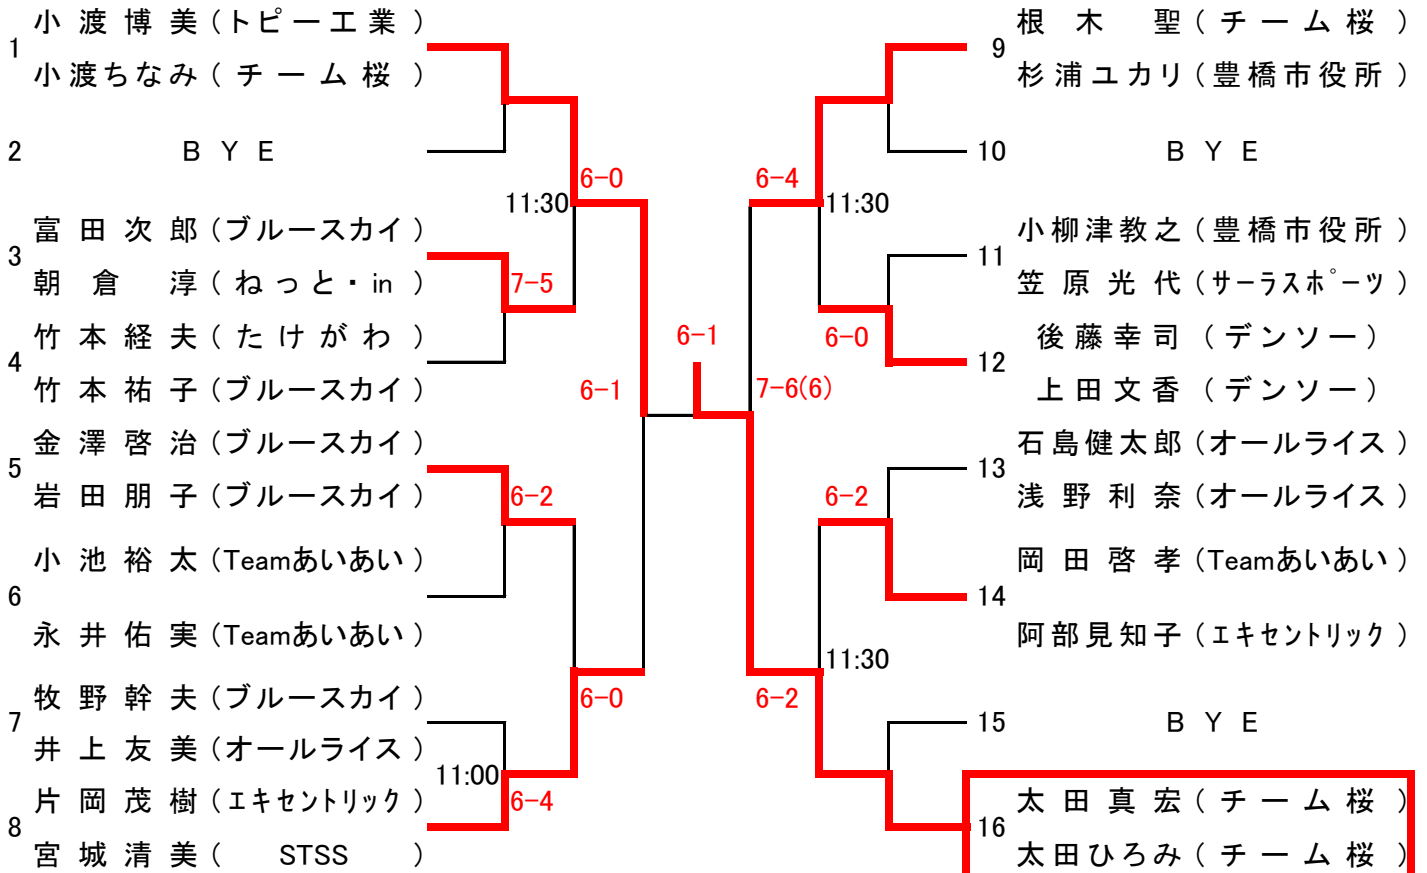 小渡博美(トピー工業)
1
小渡ちなみ(チーム桜)
2 BYE
6-0
11:30
富田次郎(ブルースカイ)
3
朝倉淳(ねっと・in)
7-5
竹本経夫(たけがわ)
4
竹本祐子(ブルースカイ)
6-1
金澤啓治(ブルースカイ)
5
岩田朋子(ブルースカイ)
6-2
小池裕太(Teamあいあい)
6
永井佑実(Teamあいあい)
牧野幹夫(ブルースカイ)
6-0
7
井上友美(オールライス)
11:00
片岡茂樹(エキセントリック)
6-4
8
宮城清美(STSS)
6-1
7-6(6)
根木聖(チーム桜)
9
杉浦ユカリ(豊橋市役所)
10 BYE
6-4
11:30
小柳津教之(豊橋市役所)
11
笠原光代(サーラスポーツ)
6-0
後藤幸司(デンソー)
12
上田文香(デンソー)
石島健太郎(オールライス)
13
浅野利奈(オールライス)
6-2
岡田啓孝(Teamあいあい)
14
阿部見知子(エキセントリック)
11:30
6-2
15 BYE
太田真宏(チーム桜)
16
太田ひろみ(チーム桜)